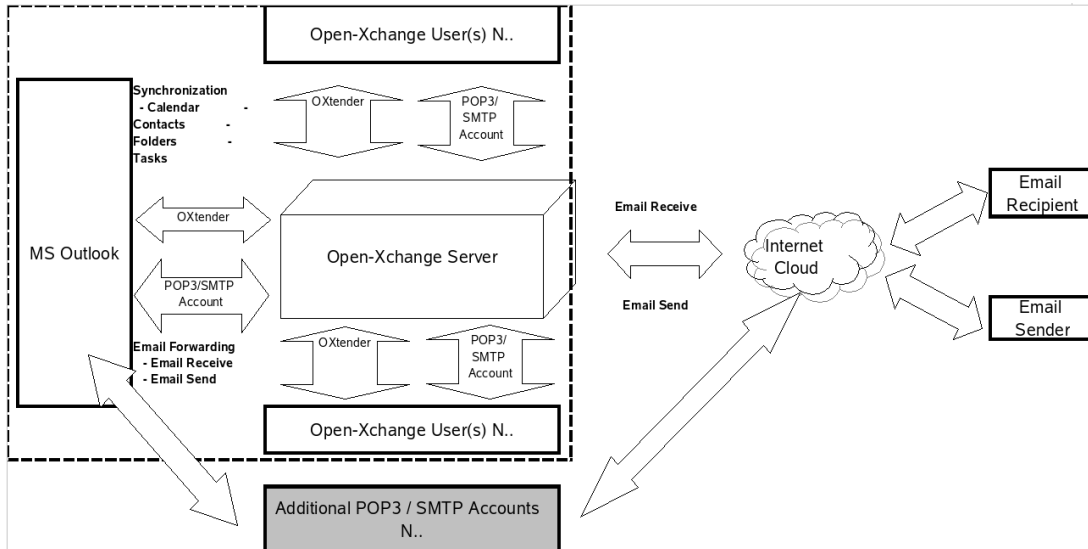 Open-Xchange User(s) N..
Synchronization
- Calendar -
Contacts -
Folders -
Tasks
OXtender
POP3/
SMTP
Account
MS Outlook
OXtender
Open-Xchange Server
POP3/SMTP
Account
Email Forwarding
- Email Receive
- Email Send
OXtender
POP3/
SMTP
Account
Open-Xchange User(s) N..
Additional POP3 / SMTP Accounts
N..
Email Receive
Email Send
Internet
Cloud
Email
Recipient
Email
Sender